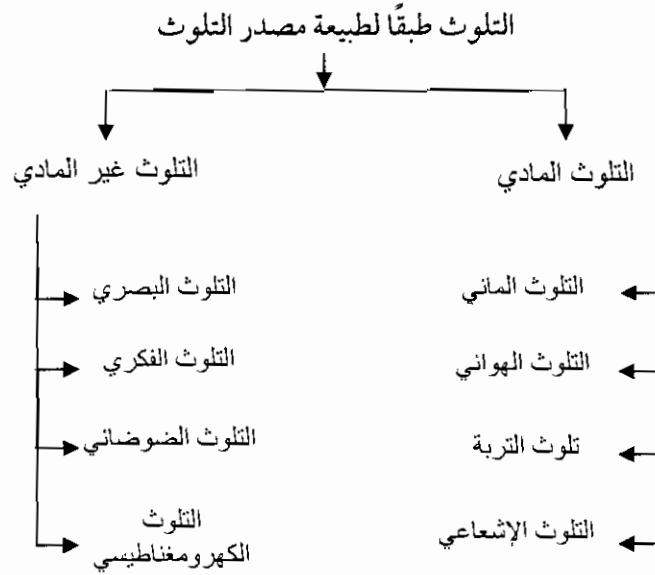 التلوث طبقًا لطبيعة مصدر التلوث
التلوث المادي
التلوث غير المادي
التلوث المائي
التلوث البصري
التلوث الهوائي
التلوث الفكري
تلوث التربة
التلوث الضوضائي
التلوث الإشعاعي
التلوث
الكهرومغناطيسي